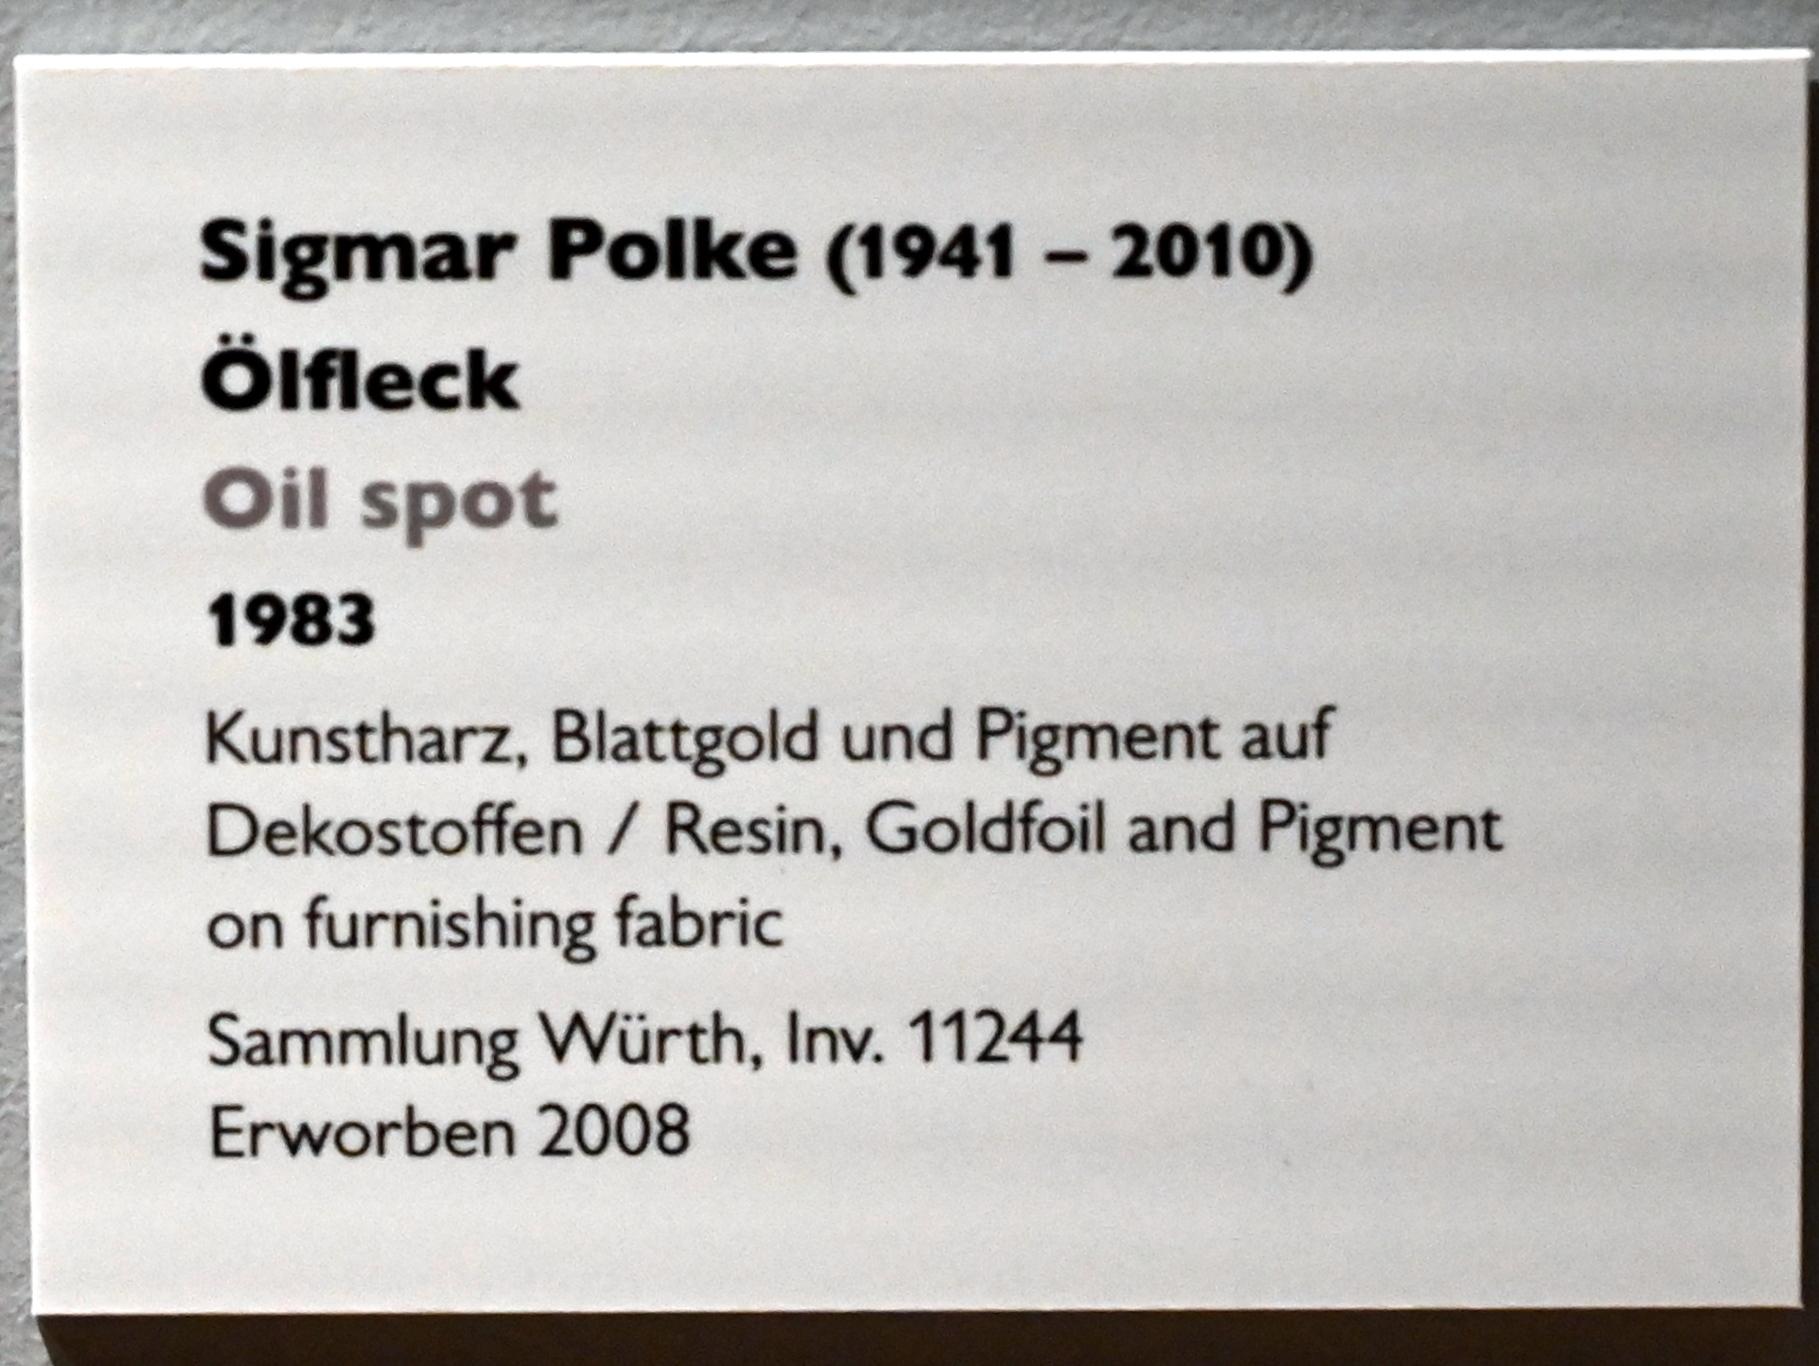 Sigmar Polke (1941 – 2010)
Ölfleck
Oil spot
1983
Kunstharz, Blattgold und Pigment auf
Dekostoffen / Resin, Goldfoil and Pigment
on furnishing fabric
Sammlung Würth, Inv. 11244
Erworben 2008